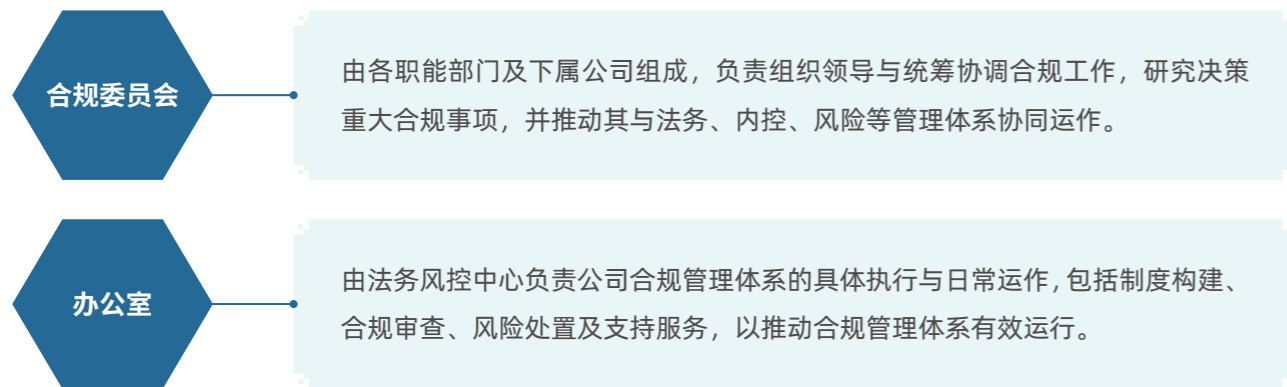 合规委员会
由各职能部门及下属公司组成，负责组织领导与统筹协调合规工作，研究决策
重大合规事项，并推动其与法务、内控、风险等管理体系协同运作。
办公室
由法务风控中心负责公司合规管理体系的具体执行与日常运作，包括制度构建、
合规审查、风险处置及支持服务，以推动合规管理体系有效运行。